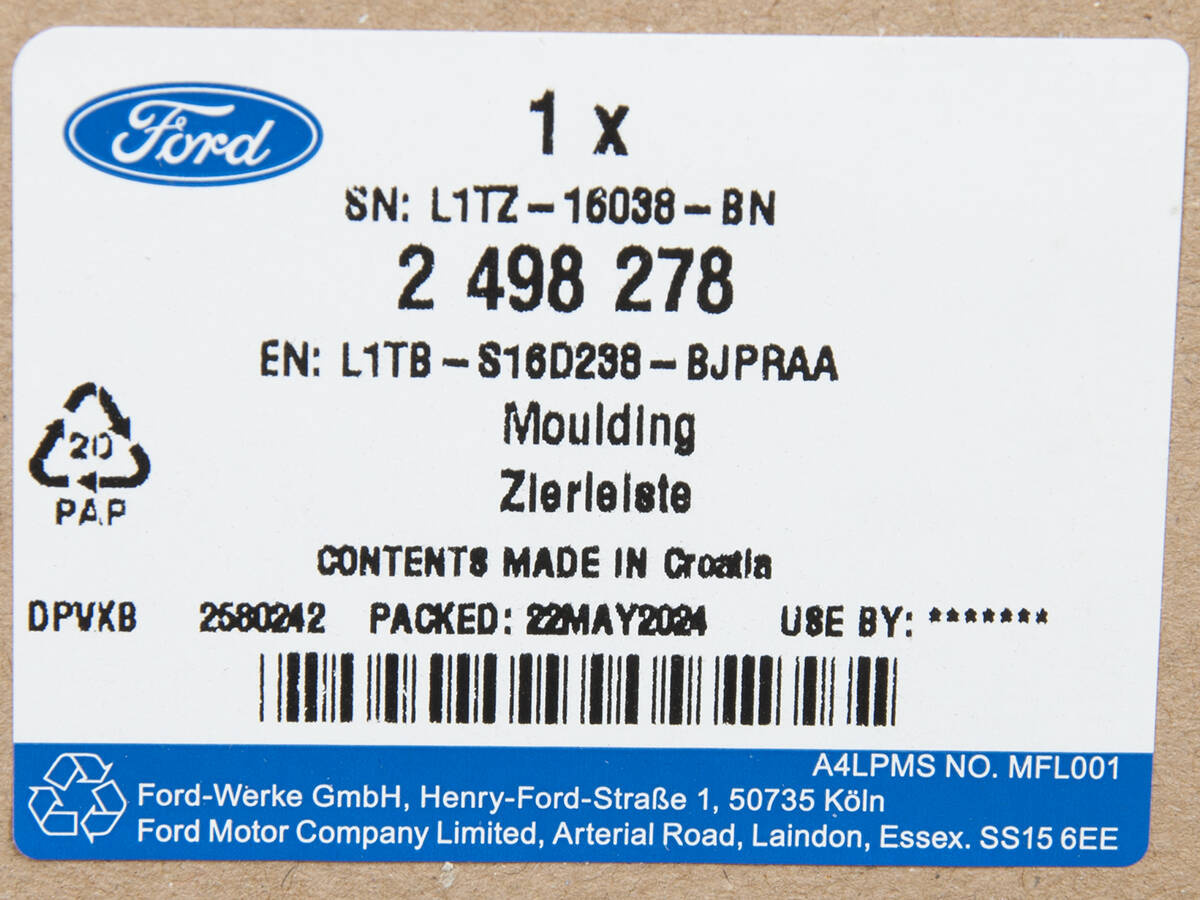 Ford
1 x
SN: L1TZ-16038-BN
2 498 278
EN: L1TB-S16D238-BJPRAA
Moulding
Zierleiste
20
PAP
CONTENTS MADE IN Croatia
DPVXB 2580242 PACKED: 22MAY2024 USE BY: *******
A4LPMS NO. MFL001
Ford-Werke GmbH, Henry-Ford-Straße 1, 50735 Köln
Ford Motor Company Limited, Arterial Road, Laindon, Essex. SS15 6EE